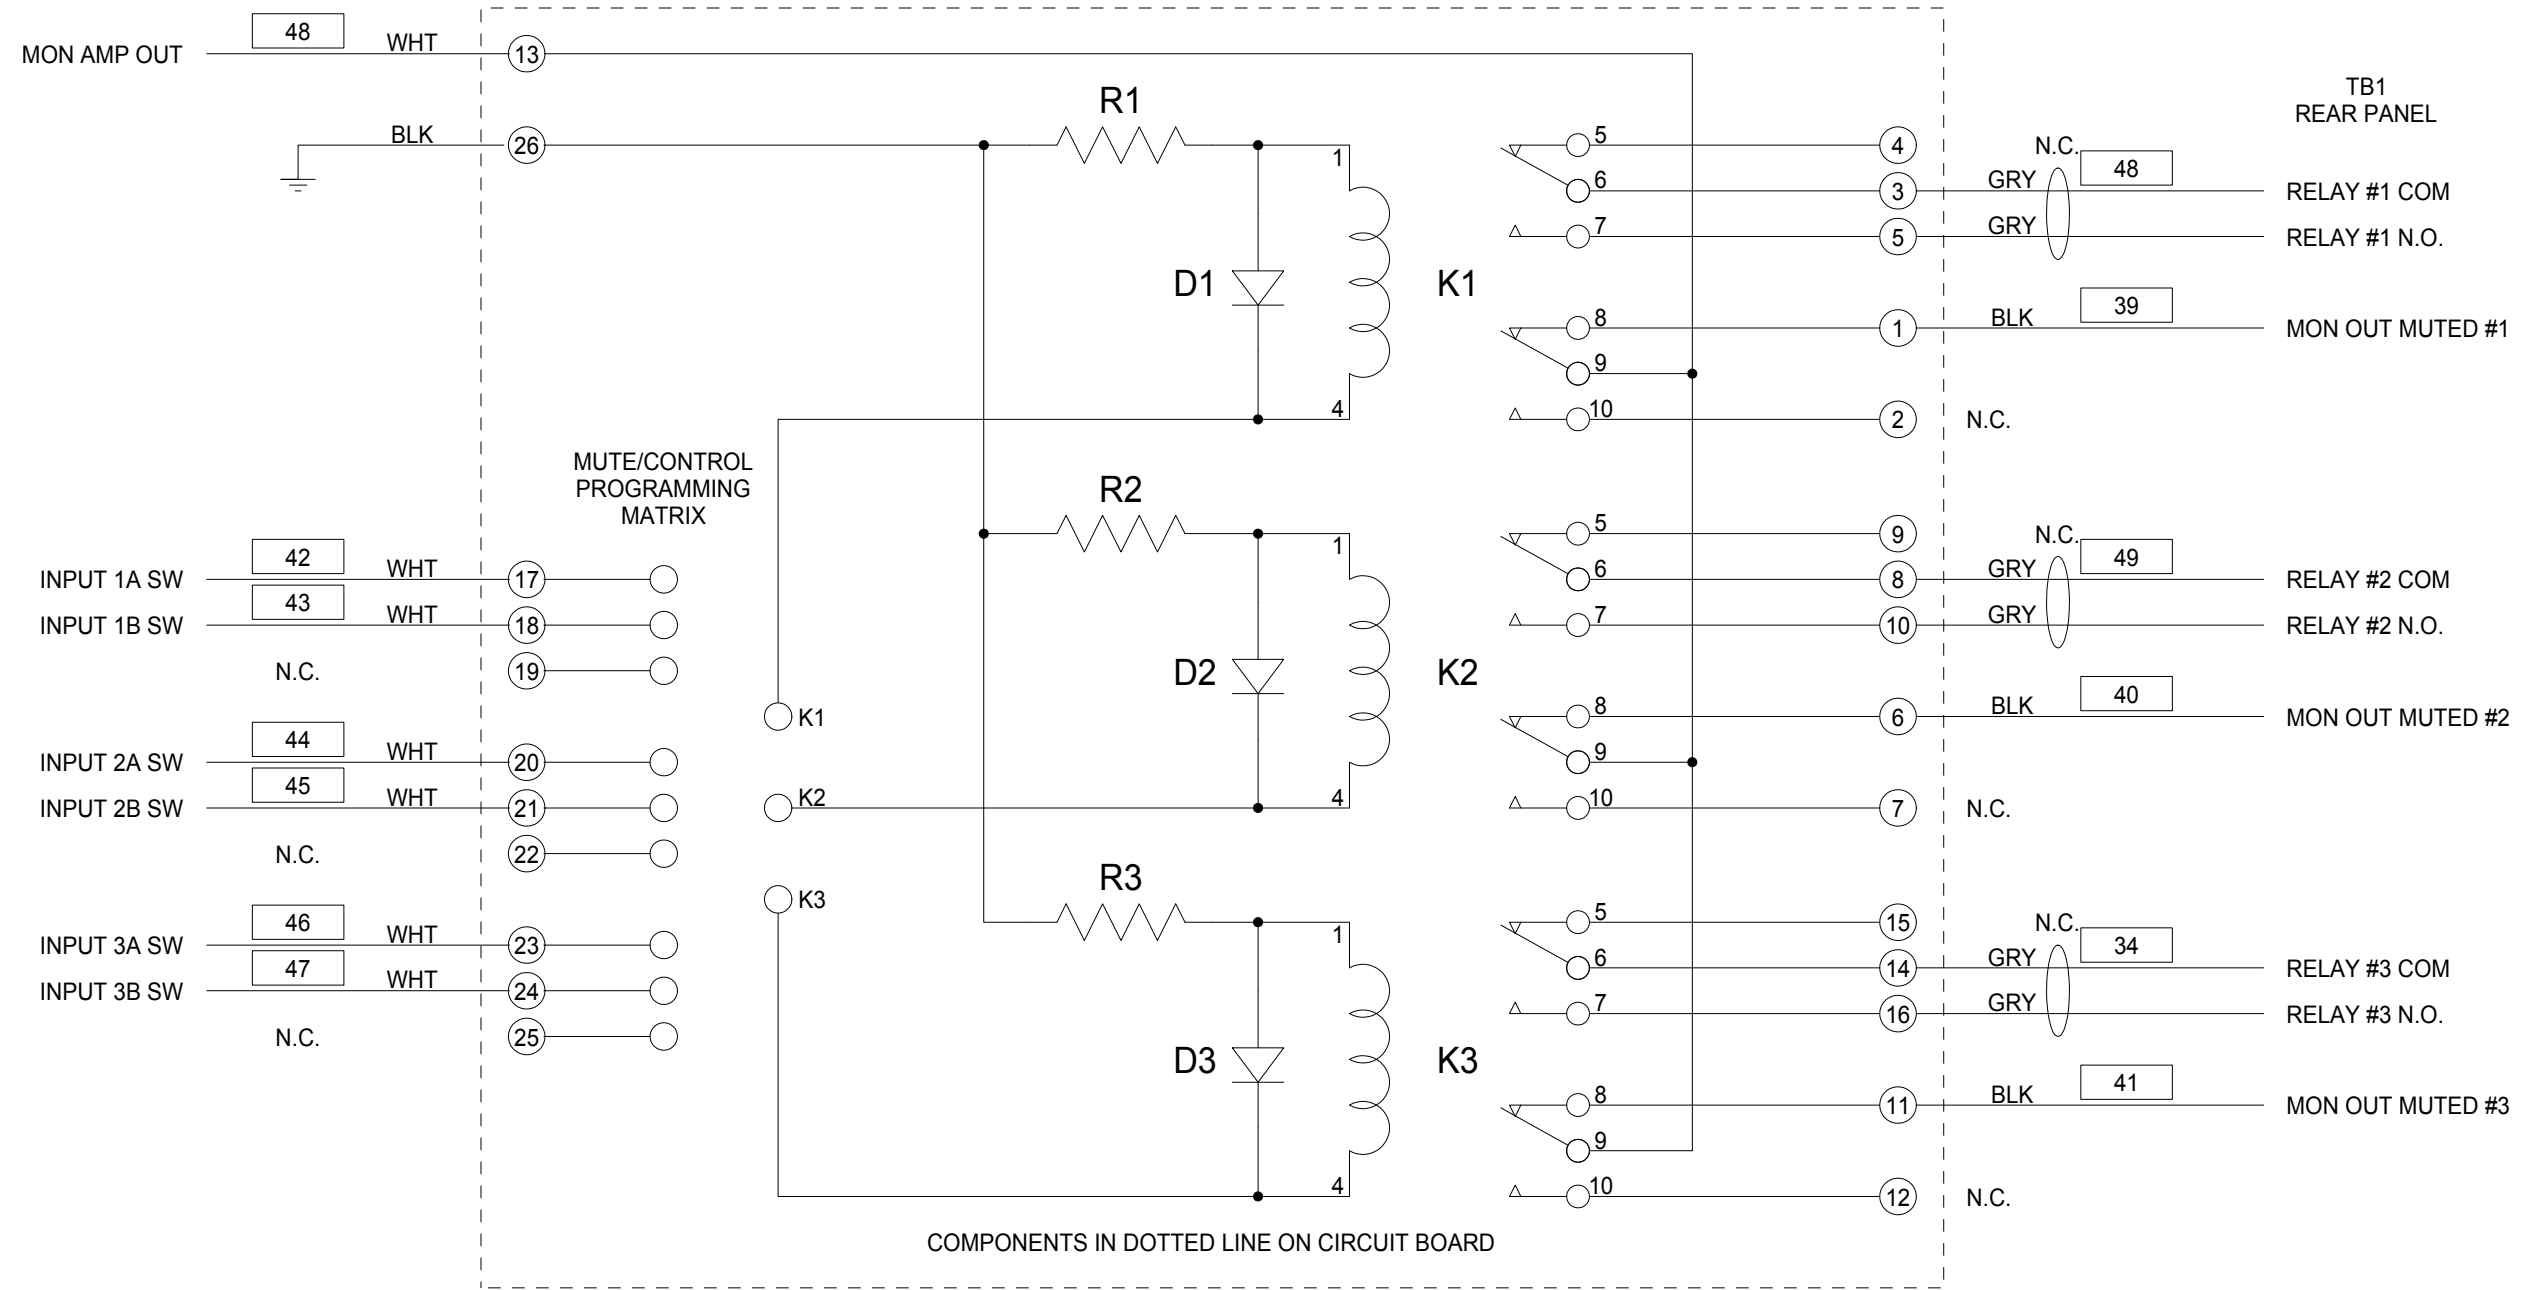 48
MON AMP OUT WHT 13
TB1
REAR PANEL
R1
BLK 26
1
5 4 N.C.
48
6 3 GRY RELAY #1 COM
7 5 GRY RELAY #1 N.O.
D1 K1
39
8 1 BLK MON OUT MUTED #1
9
4
10 2 N.C.
MUTE/CONTROL
PROGRAMMING
MATRIX
R2
1
5 9 N.C.
42
49
INPUT 1A SW WHT 17
6 8 GRY RELAY #2 COM
43
INPUT 1B SW WHT 18
7 10 GRY RELAY #2 N.O.
N.C. 19
D2 K2
40
K1
8 6 BLK MON OUT MUTED #2
44
INPUT 2A SW WHT 20
9
45
INPUT 2B SW WHT 21
K2
4
10 7 N.C.
N.C. 22
R3
K3
1
5 15 N.C.
46
34
INPUT 3A SW WHT 23
6 14 GRY RELAY #3 COM
47
INPUT 3B SW WHT 24
7 16 GRY RELAY #3 N.O.
N.C. 25
D3 K3
41
8 11 BLK MON OUT MUTED #3
9
4
10 12 N.C.
COMPONENTS IN DOTTED LINE ON CIRCUIT BOARD